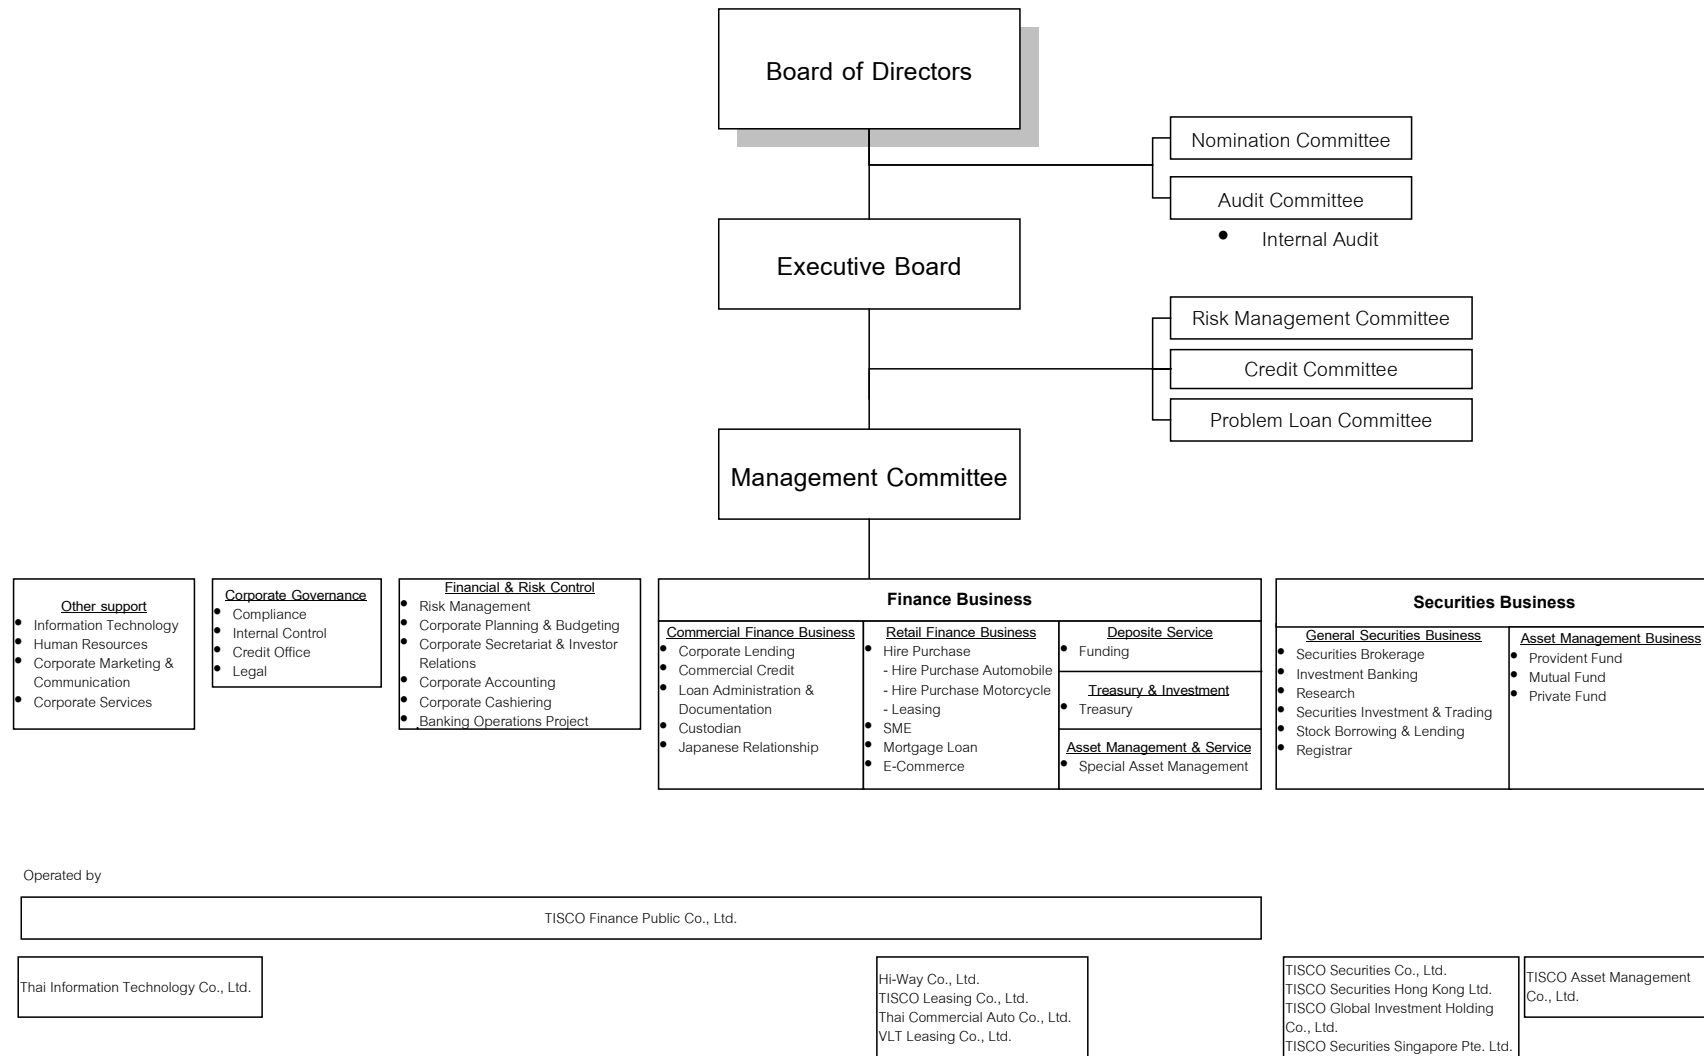 Board of Directors
Nomination Committee
Audit Committee
• Internal Audit
Executive Board
Risk Management Committee
Credit Committee
Problem Loan Committee
Management Committee
Other support
• Information Technology
• Human Resources
• Corporate Marketing &
Communication
• Corporate Services
Corporate Governance
• Compliance
• Internal Control
• Credit Office
• Legal
Financial & Risk Control
• Risk Management
• Corporate Planning & Budgeting
• Corporate Secretariat & Investor
Relations
• Corporate Accounting
• Corporate Cashiering
• Banking Operations Project
Finance Business
Commercial Finance Business
• Corporate Lending
• Commercial Credit
• Loan Administration &
Documentation
• Custodian
• Japanese Relationship
Retail Finance Business
• Hire Purchase
- Hire Purchase Automobile
- Hire Purchase Motorcycle
- Leasing
• SME
• Mortgage Loan
• E-Commerce
Deposite Service
• Funding
Treasury & Investment
• Treasury
Asset Management & Service
• Special Asset Management
Securities Business
General Securities Business
• Securities Brokerage
• Investment Banking
• Research
• Securities Investment & Trading
• Stock Borrowing & Lending
• Registrar
Asset Management Business
• Provident Fund
• Mutual Fund
• Private Fund
Operated by
TISCO Finance Public Co., Ltd.
Thai Information Technology Co., Ltd.
Hi-Way Co., Ltd.
TISCO Leasing Co., Ltd.
Thai Commercial Auto Co., Ltd.
VLT Leasing Co., Ltd.
TISCO Securities Co., Ltd.
TISCO Securities Hong Kong Ltd.
TISCO Global Investment Holding
Co., Ltd.
TISCO Securities Singapore Pte. Ltd.
TISCO Asset Management
Co., Ltd.